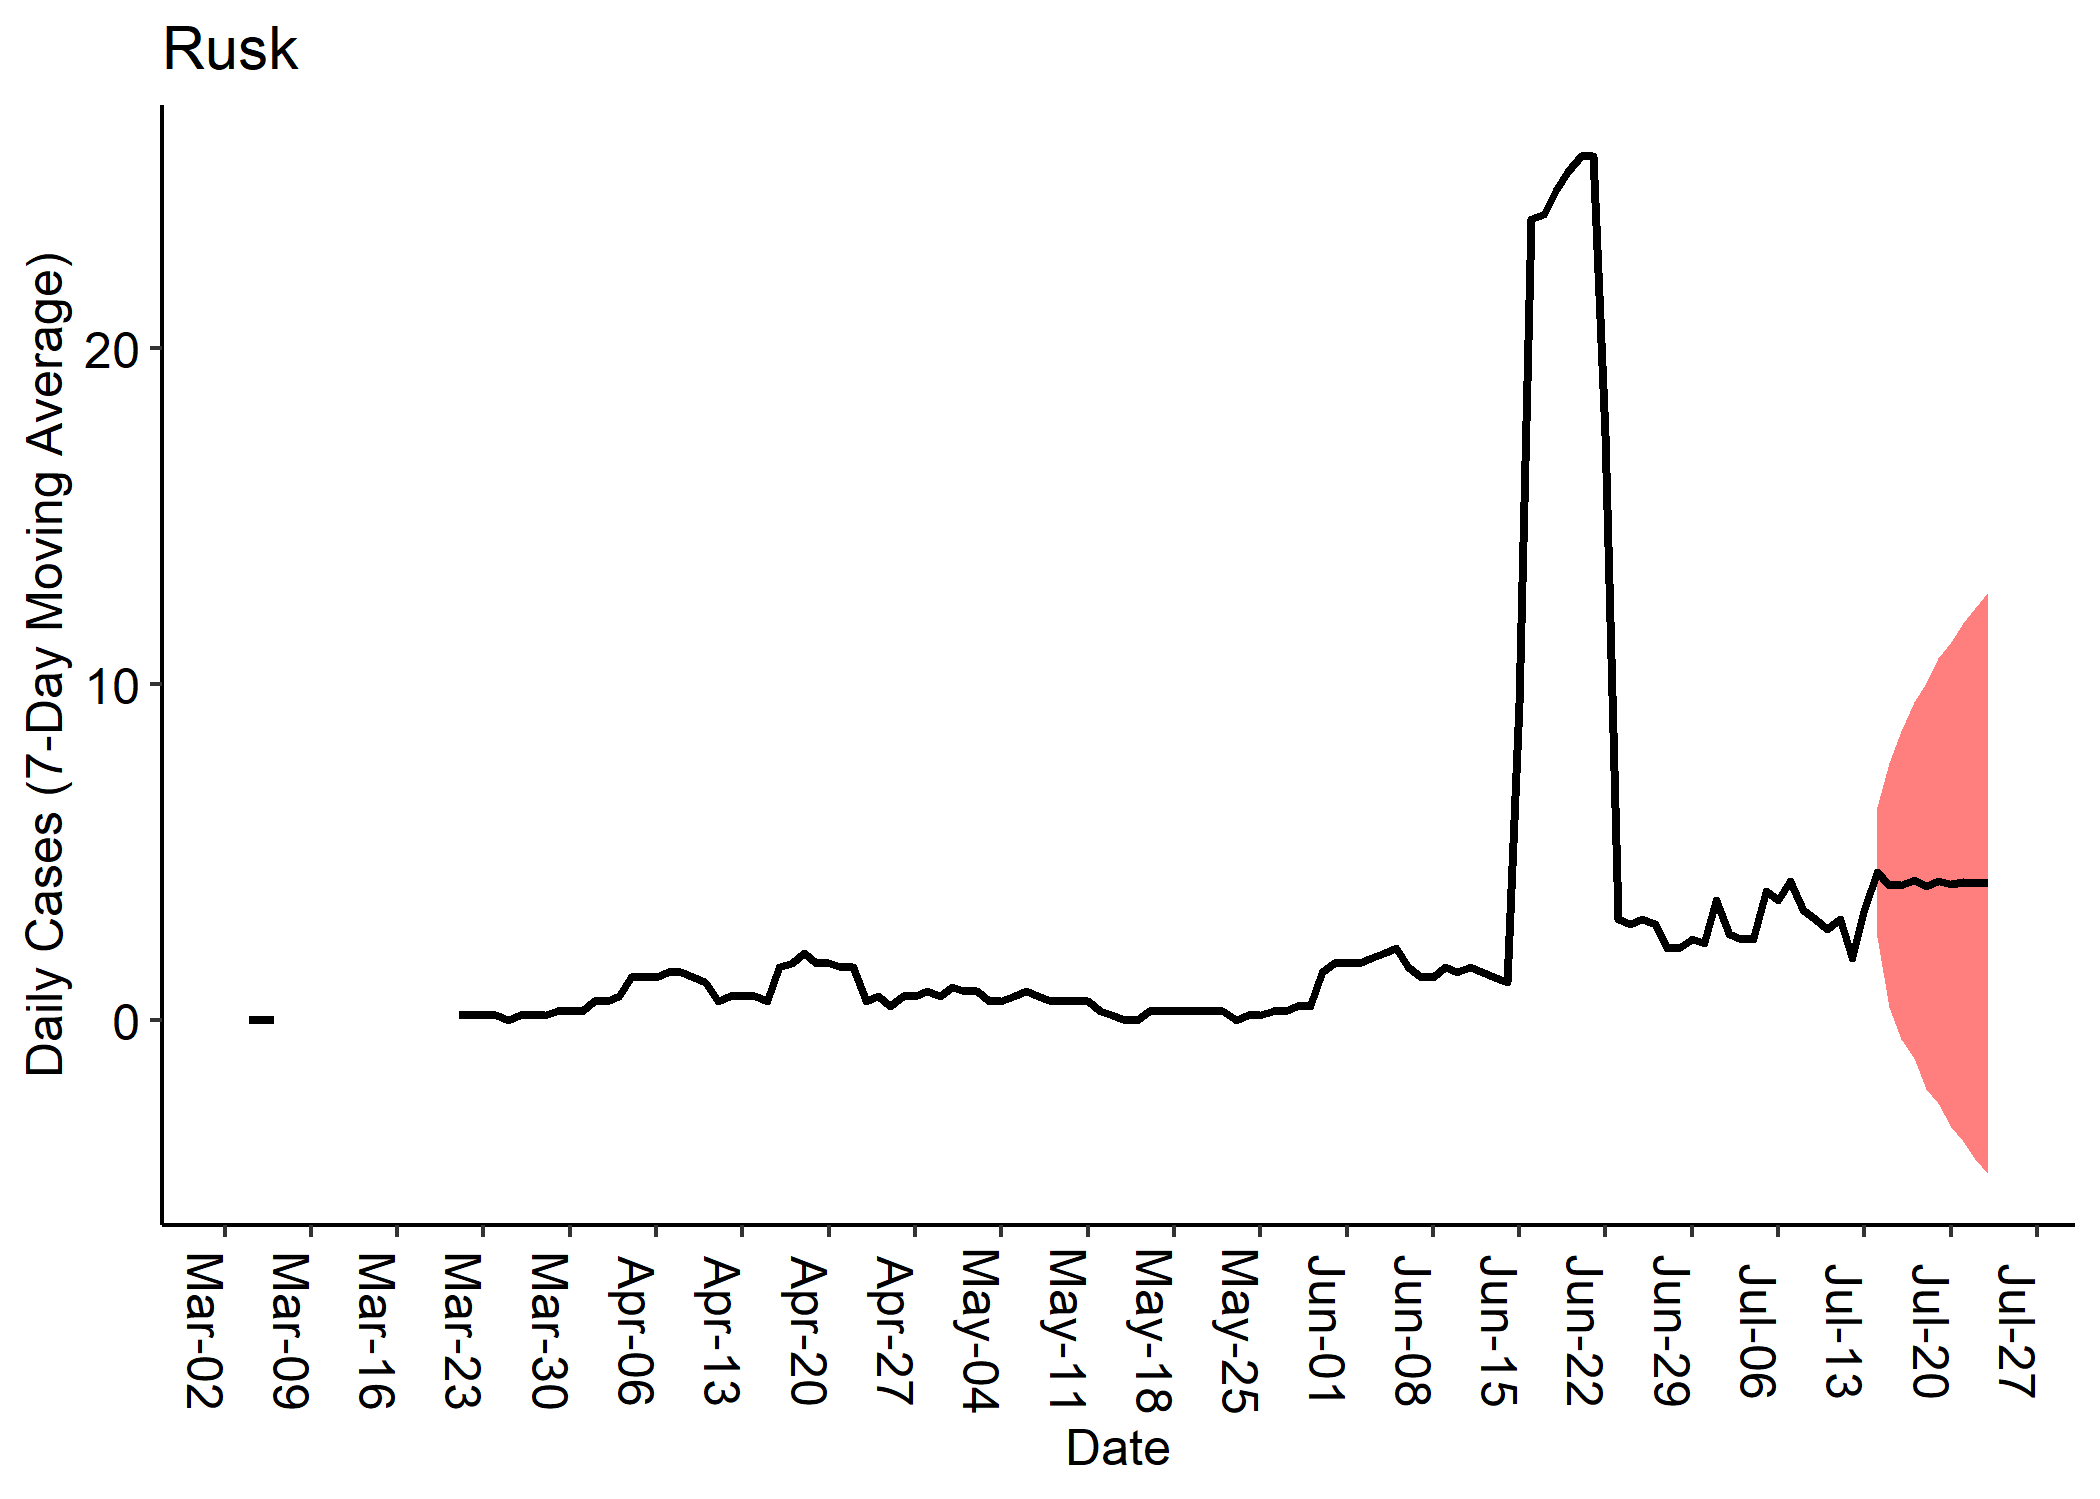 Rusk
Daily Cases (7-Day Moving Average)
20
10
0
Mar-02
Mar-09
Mar-16
Mar-23
Mar-30
Apr-06
Apr-13
Apr-20
Apr-27
May-04
May-11
May-18
May-25
Jun-01
Jun-08
Jun-15
Jun-22
Jun-29
Jul-06
Jul-13
Jul-20
Jul-27
Date